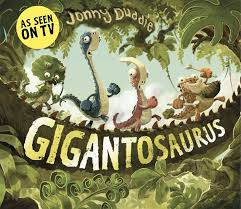 AS SEEN
ON TV
Jonny Duddle
GIGANTOSAURUS